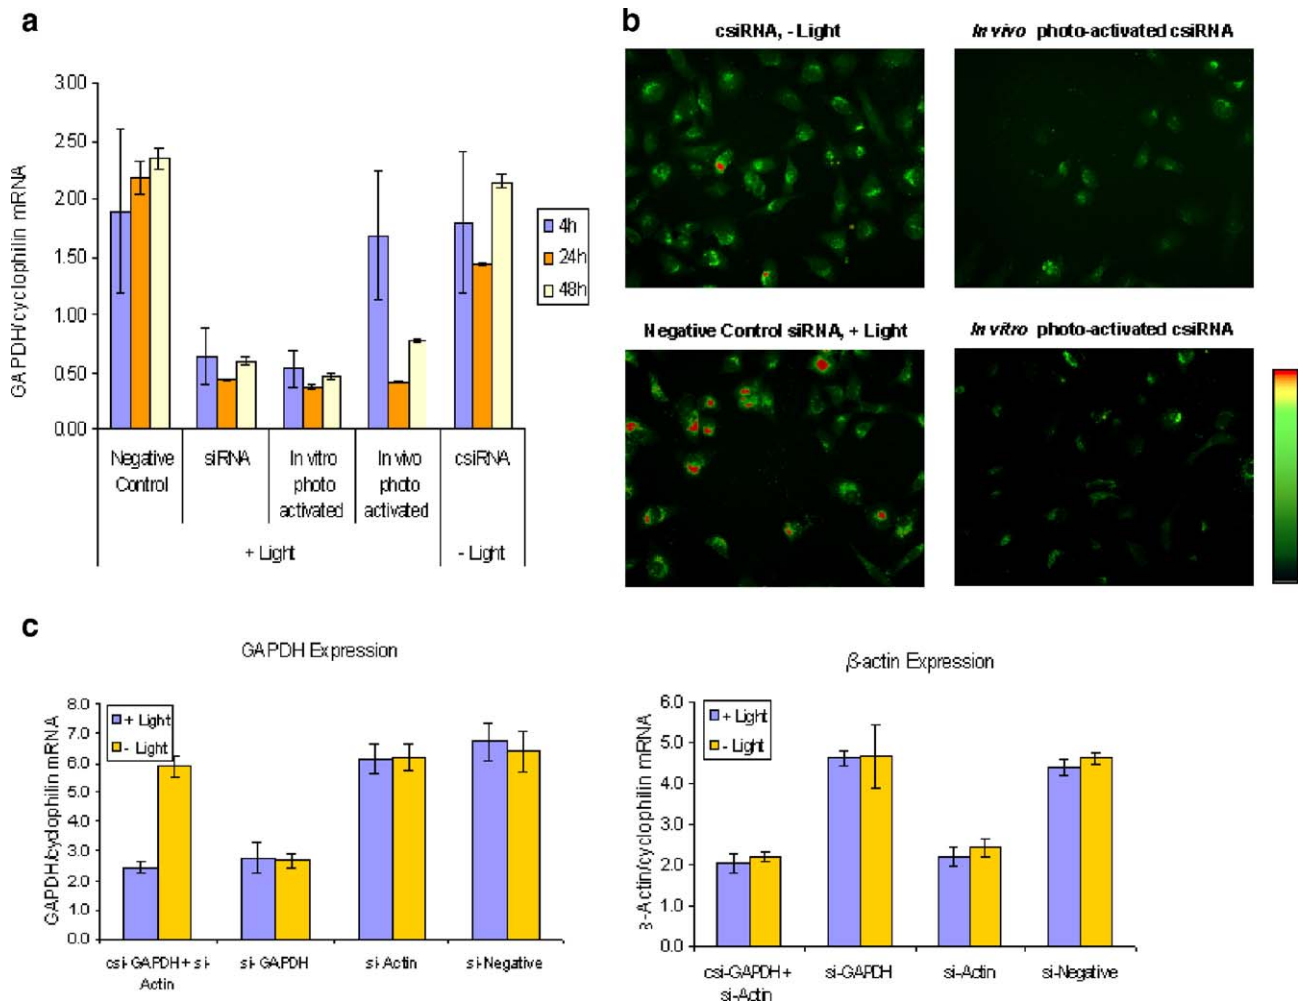 a
GAPDH/cyclophilin mRNA
3.00
2.50
2.00
1.50
1.00
0.50
0.00
4h
24h
48h
Negative Control
siRNA
In vitro photo activated
In vivo photo activated
csiRNA
+ Light
- Light
b
csiRNA, - Light
In vivo photo-activated csiRNA
Negative Control siRNA, + Light
In vitro photo-activated csiRNA
c
GAPDH Expression
GAPDH/cyclophilin mRNA
8.0
7.0
6.0
5.0
4.0
3.0
2.0
1.0
0.0
+ Light
- Light
csi-GAPDH + si-
Actin
si-GAPDH
si-Actin
si-Negative
β-actin Expression
-Actin/cyclophilin mRNA
6.0
5.0
4.0
3.0
2.0
1.0
0.0
+ Light
- Light
csi-GAPDH +
si-Actin
si-GAPDH
si-Actin
si-Negative